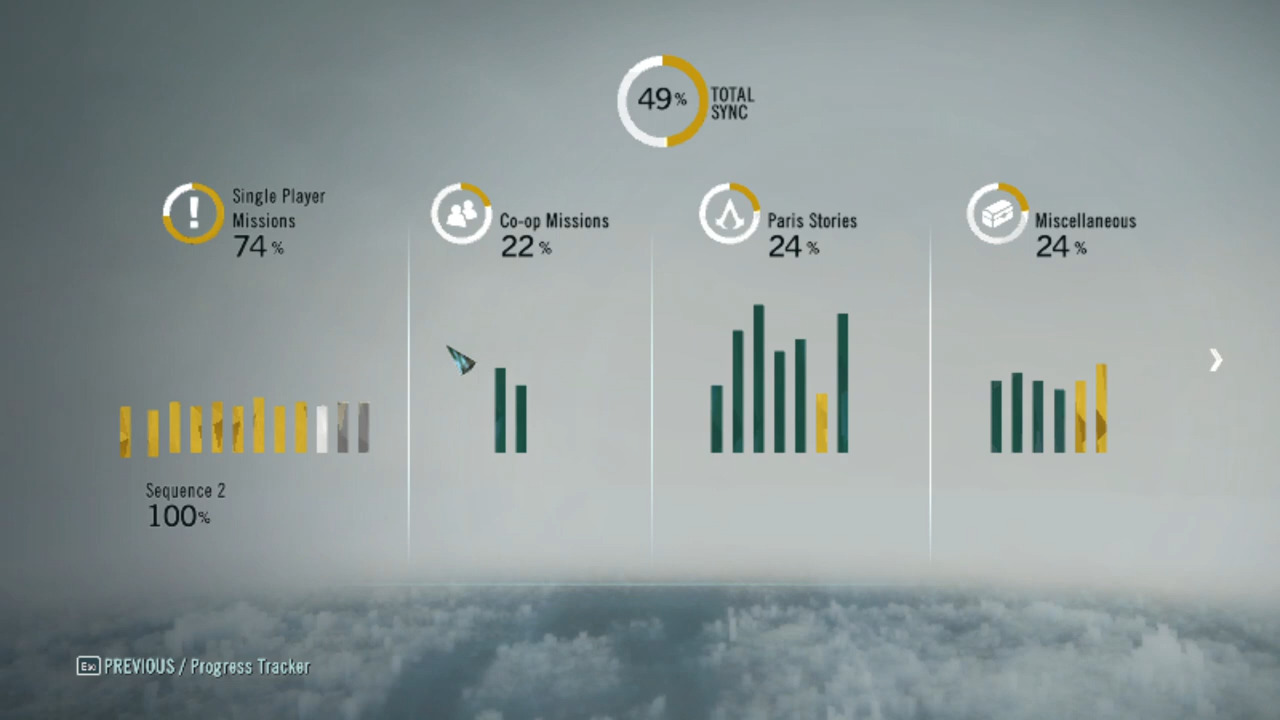 49%
TOTAL
SYNC
Single Player
Missions
74%
Co-op Missions
22%
Paris Stories
24%
Miscellaneous
24%
Sequence 2
100%
Esc PREVIOUS / Progress Tracker